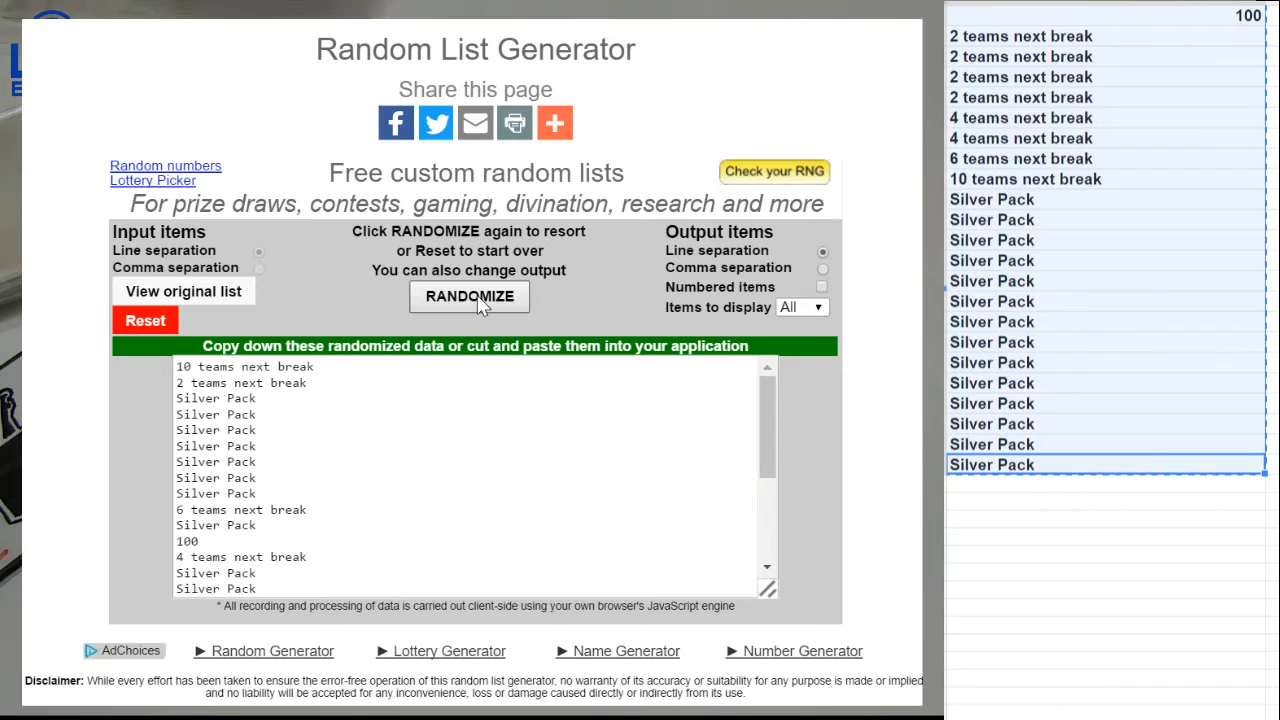 Random List Generator
Share this page
Random numbers
Lottery Picker
Free custom random lists
Check your RNG
For prize draws, contests, gaming, divination, research and more
Input items
Line separation
Comma separation
View original list
Reset
Click RANDOMIZE again to resort
or Reset to start over
You can also change output
RANDOMIZE
Output items
Line separation
Comma separation
Numbered items
Items to display All
Copy down these randomized data or cut and paste them into your application
10 teams next break
2 teams next break
Silver Pack
Silver Pack
Silver Pack
Silver Pack
Silver Pack
Silver Pack
Silver Pack
6 teams next break
Silver Pack
100
4 teams next break
Silver Pack
Silver Pack
* All recording and processing of data is carried out client-side using your own browser's JavaScript engine
AdChoices
► Random Generator
► Lottery Generator
► Name Generator
► Number Generator
Disclaimer: While every effort has been taken to ensure the error-free operation of this random list generator, no warranty of its accuracy or suitability for any purpose is made or implied
and no liability will be accepted for any inconvenience, loss or damage caused directly or indirectly from its use.
100
2 teams next break
2 teams next break
2 teams next break
2 teams next break
4 teams next break
4 teams next break
6 teams next break
10 teams next break
Silver Pack
Silver Pack
Silver Pack
Silver Pack
Silver Pack
Silver Pack
Silver Pack
Silver Pack
Silver Pack
Silver Pack
Silver Pack
Silver Pack
Silver Pack
Silver Pack